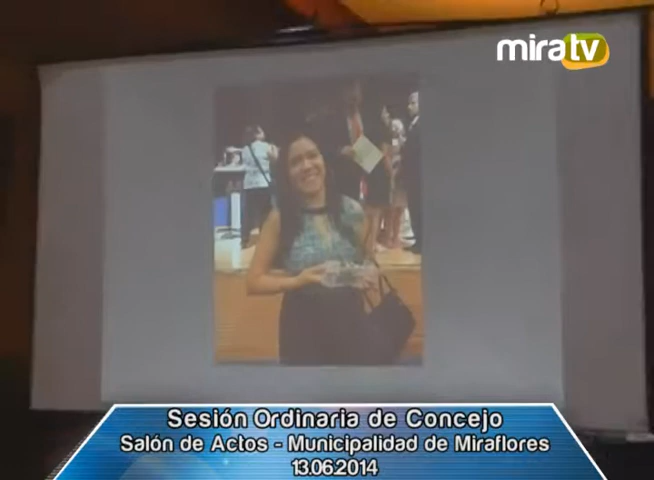 miratv
Sesión Ordinaria de Concejo
Salón de Actos - Municipalidad de Miraflores
13.06.2014